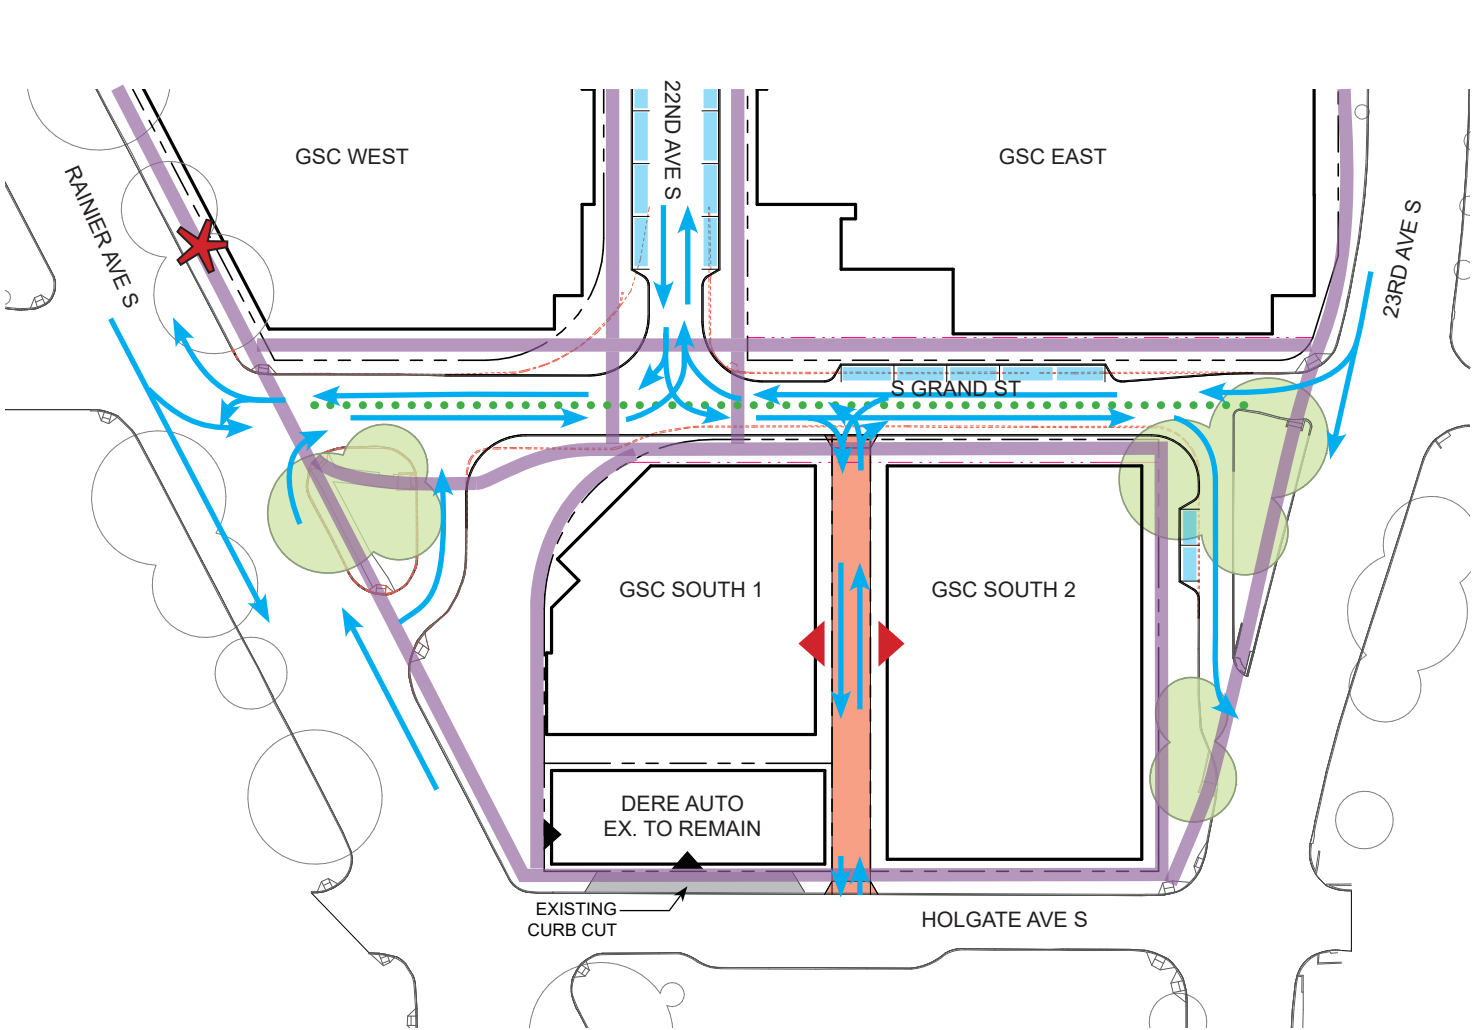 22ND AVE S
GSC WEST
GSC EAST
RAINIER AVE S
23RD AVE S
S GRAND ST
GSC SOUTH 1
GSC SOUTH 2
DERE AUTO
EX. TO REMAIN
EXISTING
CURB CUT
HOLGATE AVE S